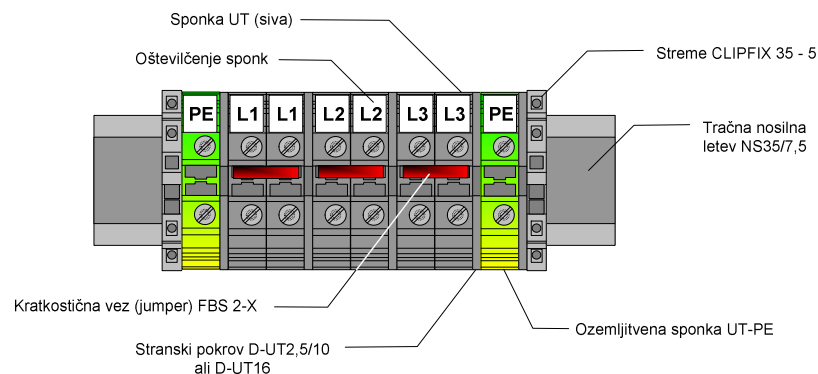 Sponka UT (siva)
Oštevilčenje sponk
Streme CLIPFIX 35 - 5
PE L1 L1 L2 L2 L3 L3 PE
Tračna nosilna
letev NS35/7,5
Kratkostična vez (jumper) FBS 2-X
Ozemljitvena sponka UT-PE
Stranski pokrov D-UT2,5/10
ali D-UT16